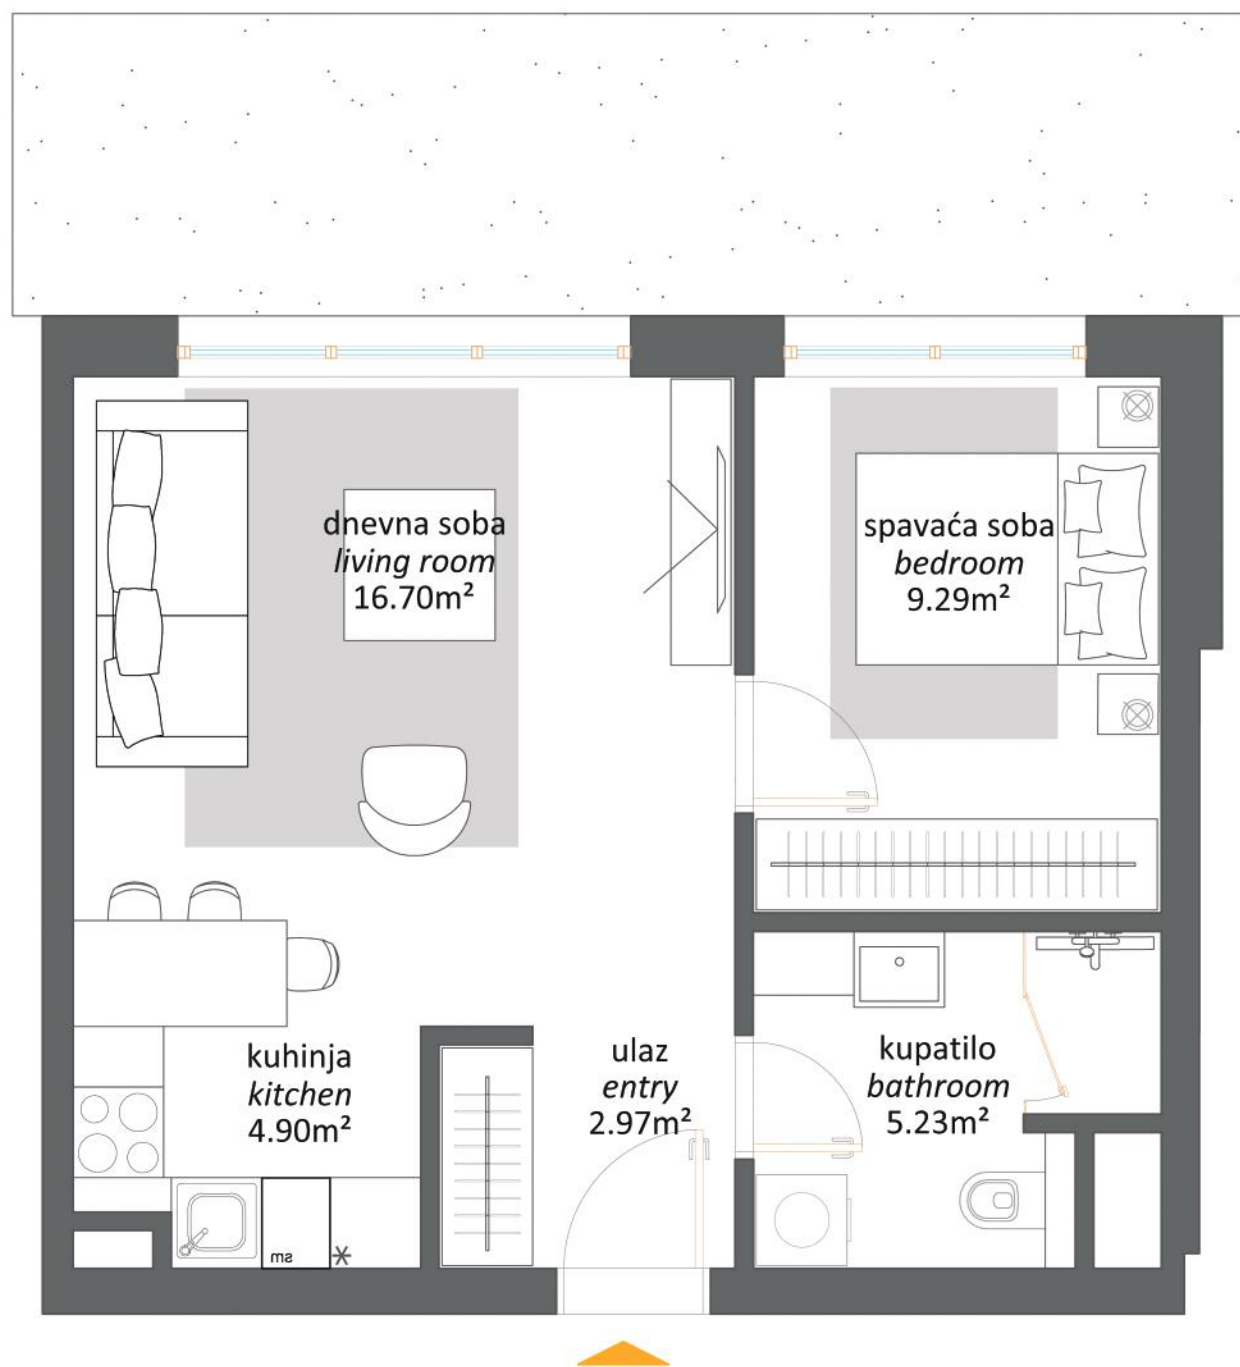 dnevna soba
living room
16.70m²
spavaća soba
bedroom
9.29m²
kuhinja
kitchen
4.90m²
ulaz
entry
2.97m²
kupatilo
bathroom
5.23m²
ms